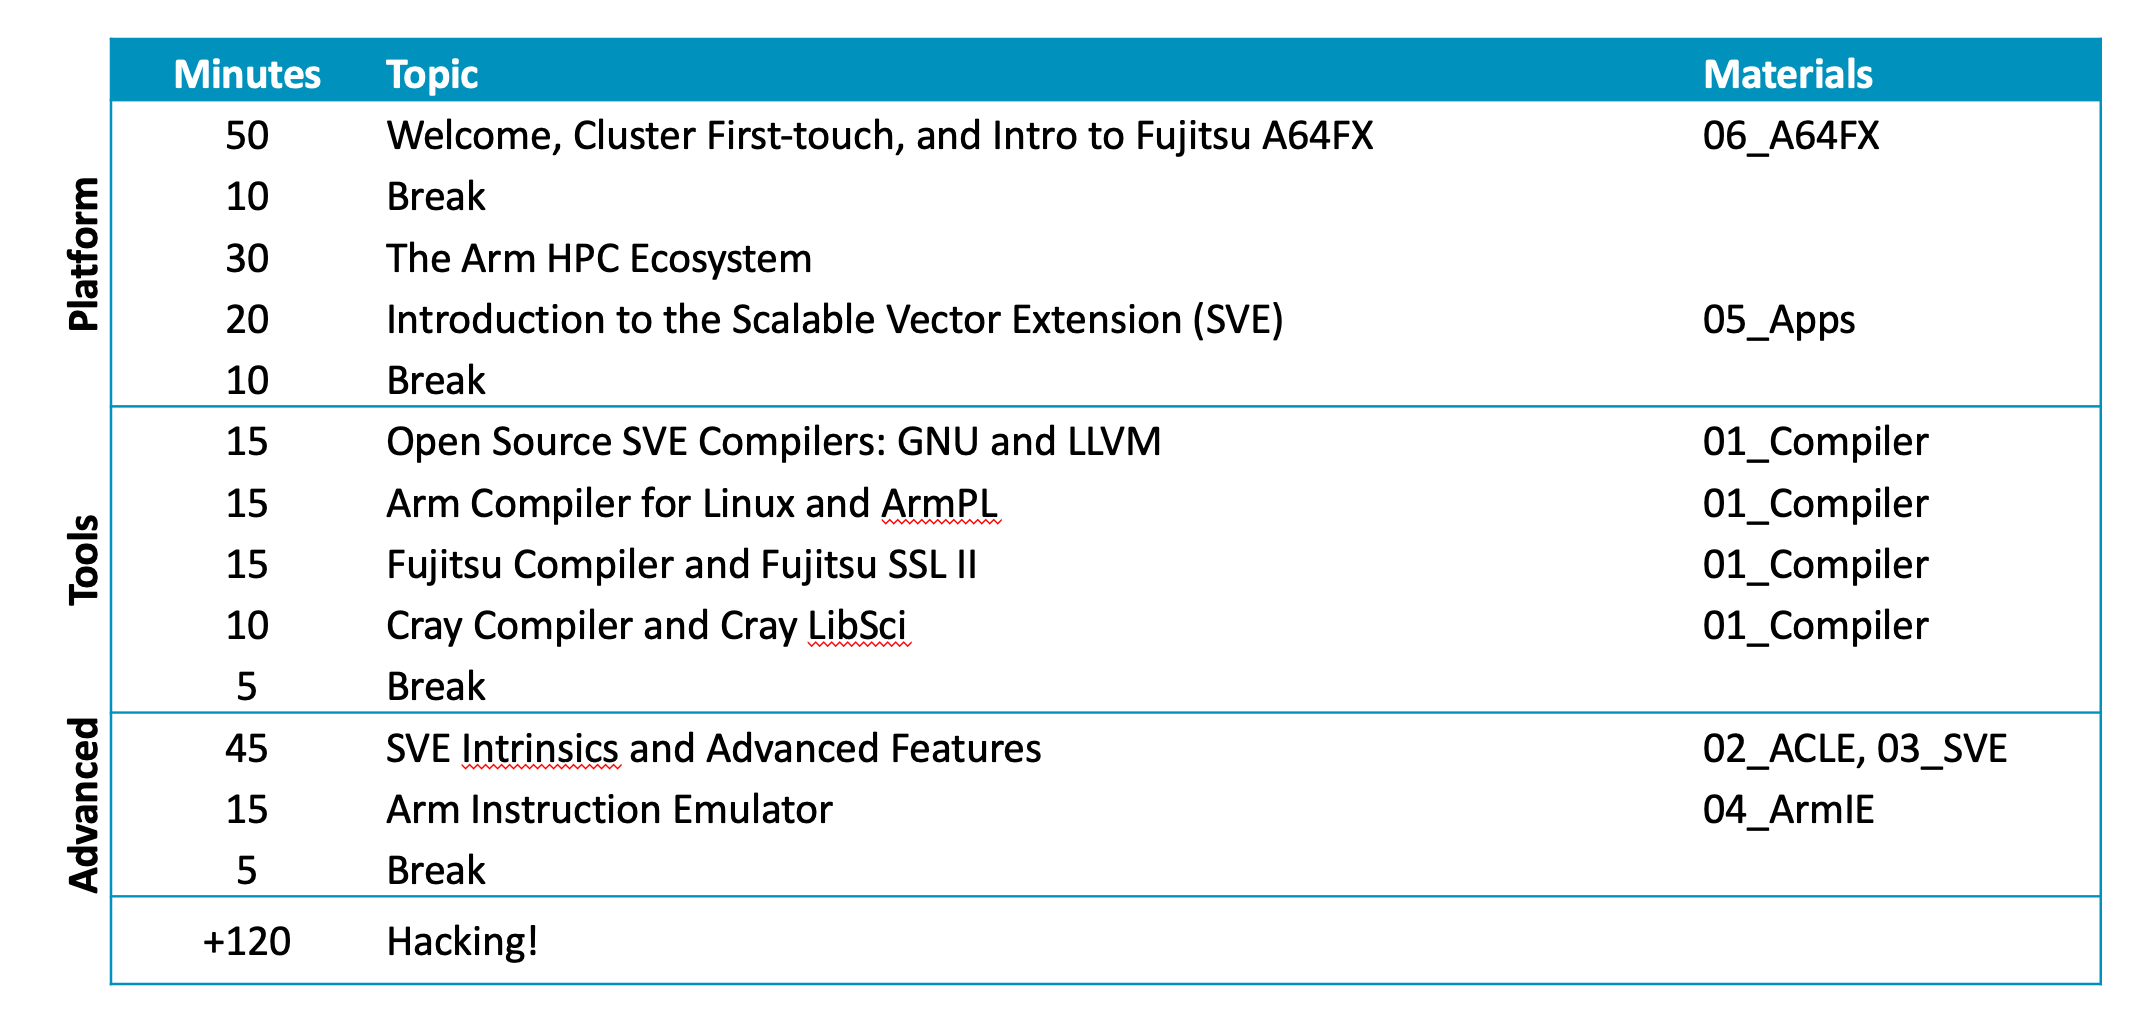 Minutes Topic Materials
Platform
50 Welcome, Cluster First-touch, and Intro to Fujitsu A64FX 06_A64FX
10 Break
30 The Arm HPC Ecosystem
20 Introduction to the Scalable Vector Extension (SVE) 05_Apps
10 Break
Tools
15 Open Source SVE Compilers: GNU and LLVM 01_Compiler
15 Arm Compiler for Linux and ArmPL 01_Compiler
15 Fujitsu Compiler and Fujitsu SSL II 01_Compiler
10 Cray Compiler and Cray LibSci 01_Compiler
5 Break
Advanced
45 SVE Intrinsics and Advanced Features 02_ACLE, 03_SVE
15 Arm Instruction Emulator 04_ArmIE
5 Break
+120 Hacking!